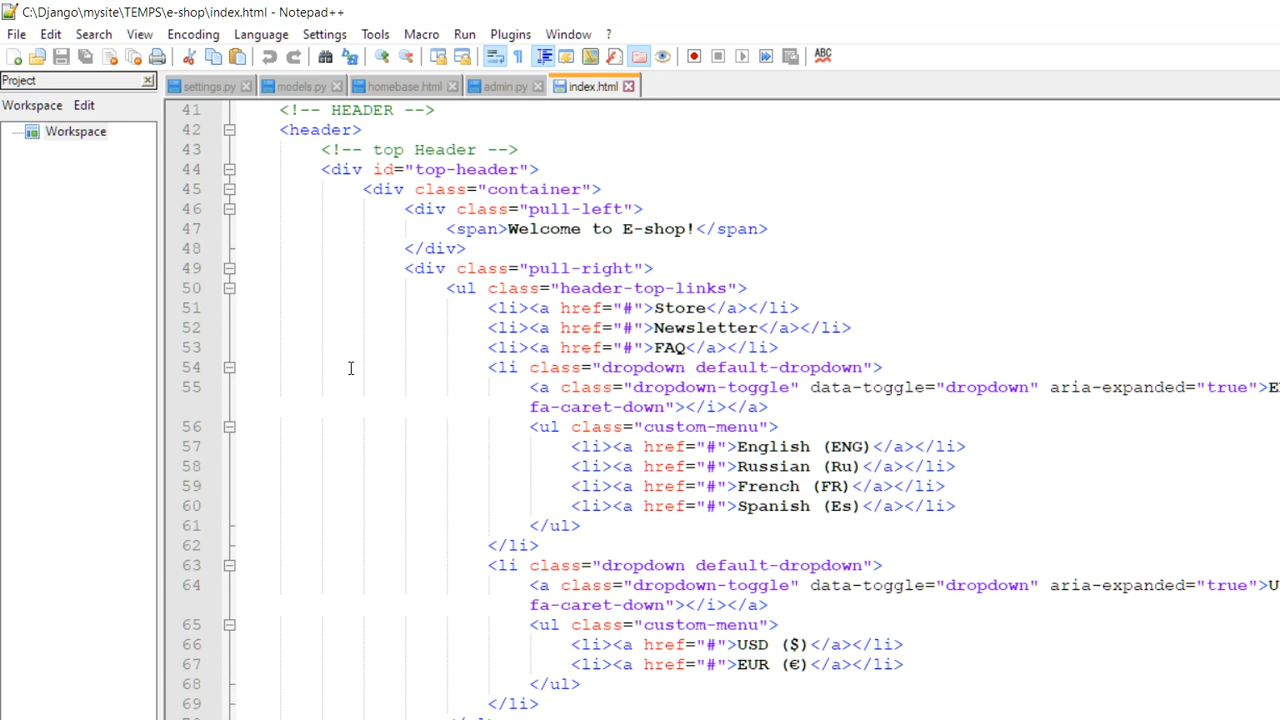 C:\Django\mysite\TEMPS\e-shop\index.html - Notepad++
File Edit Search View Encoding Language Settings Tools Macro Run Plugins Window ?
ABC
Project
settings.py models.py homebase.html admin.py index.html
Workspace Edit
Workspace
41 <!-- HEADER -->
42 <header>
43 <!-- top Header -->
44 <div id="top-header">
45 <div class="container">
46 <div class="pull-left">
47 <span>Welcome to E-shop!</span>
48 </div>
49 <div class="pull-right">
50 <ul class="header-top-links">
51 <li><a href="#">Store</a></li>
52 <li><a href="#">Newsletter</a></li>
53 <li><a href="#">FAQ</a></li>
54 <li class="dropdown default-dropdown">
55 <a class="dropdown-toggle" data-toggle="dropdown" aria-expanded="true">
fa-caret-down"></i></a>
56 <ul class="custom-menu">
57 <li><a href="#">English (ENG)</a></li>
58 <li><a href="#">Russian (Ru)</a></li>
59 <li><a href="#">French (FR)</a></li>
60 <li><a href="#">Spanish (Es)</a></li>
61 </ul>
62 </li>
63 <li class="dropdown default-dropdown">
64 <a class="dropdown-toggle" data-toggle="dropdown" aria-expanded="true">U
fa-caret-down"></i></a>
65 <ul class="custom-menu">
66 <li><a href="#">USD ($)</a></li>
67 <li><a href="#">EUR (€)</a></li>
68 </ul>
69 </li>